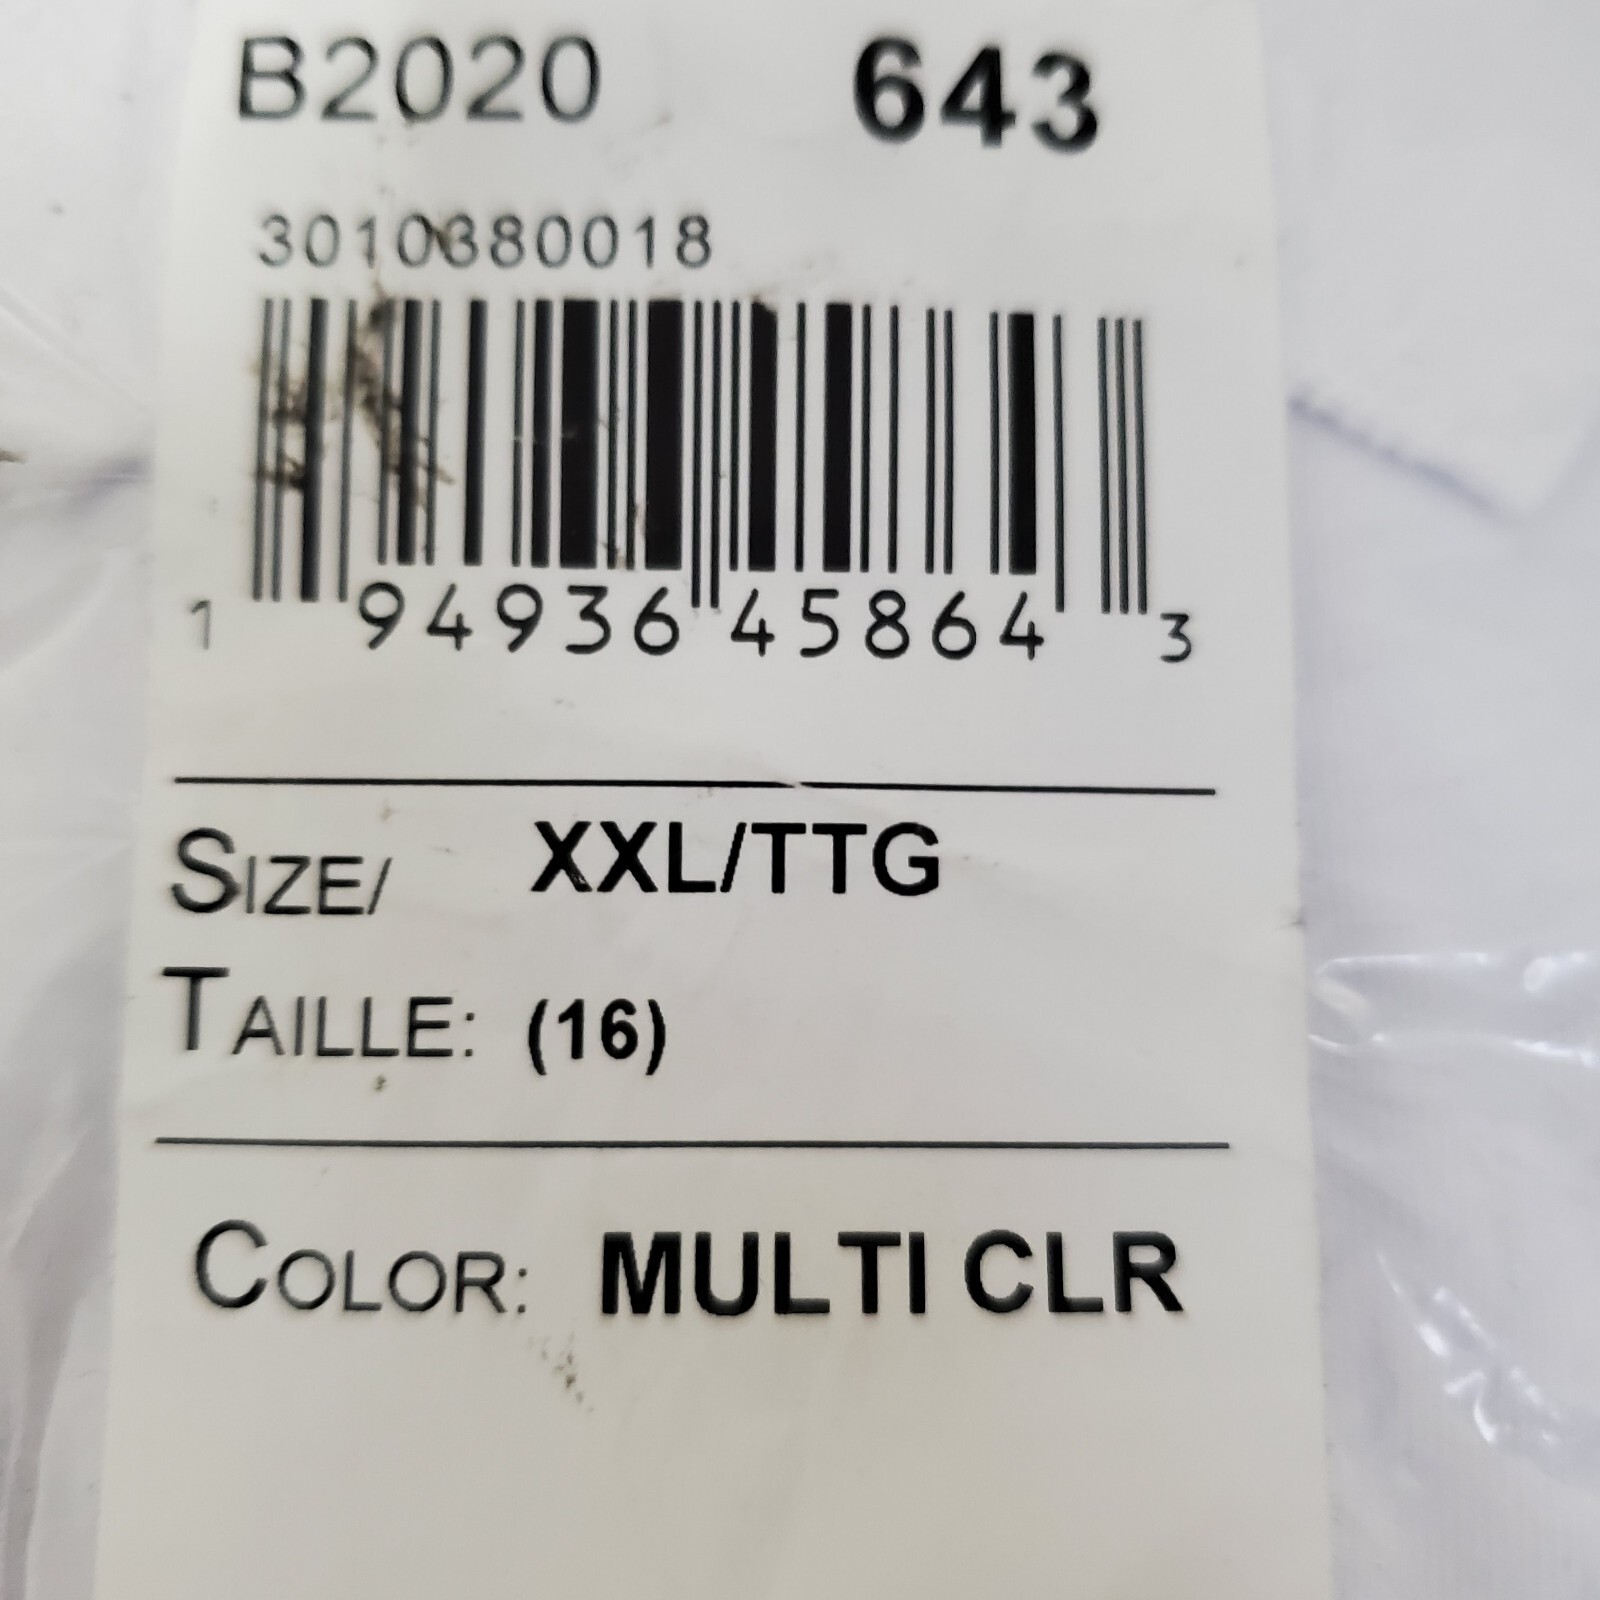 B2020 643
3010380018
1 94936 45864 3
SIZE/ XXL/TTG
TAILLE: (16)
COLOR: MULTI CLR